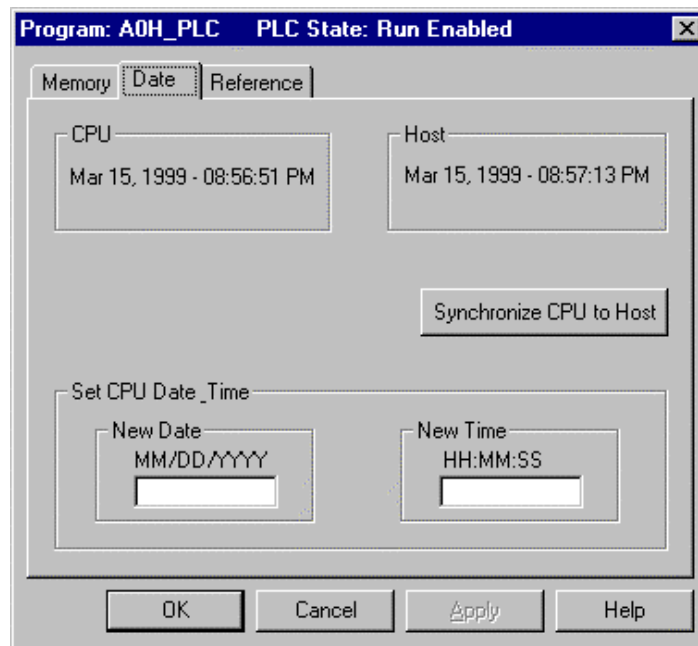 Program: A0H_PLC PLC State: Run Enabled
Memory Date Reference
CPU Host
Mar 15, 1999 - 08:56:51 PM Mar 15, 1999 - 08:57:13 PM
Synchronize CPU to Host
Set CPU Date_Time
New Date New Time
MM/DD/YYYY HH:MM:SS
OK Cancel Apply Help